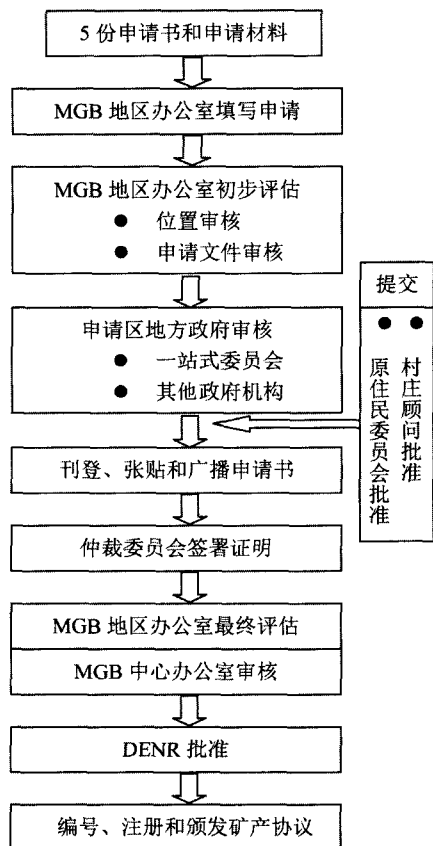 5 份申请书和申请材料
MGB 地区办公室填写申请
MGB 地区办公室初步评估
● 位置审核
● 申请文件审核
申请区地方政府审核
● 一站式委员会
● 其他政府机构
提交
● 村庄顾问批准
● 原住民委员会批准
刊登、张贴和广播申请书
仲裁委员会签署证明
MGB 地区办公室最终评估
MGB 中心办公室审核
DENR 批准
编号、注册和颁发矿产协议